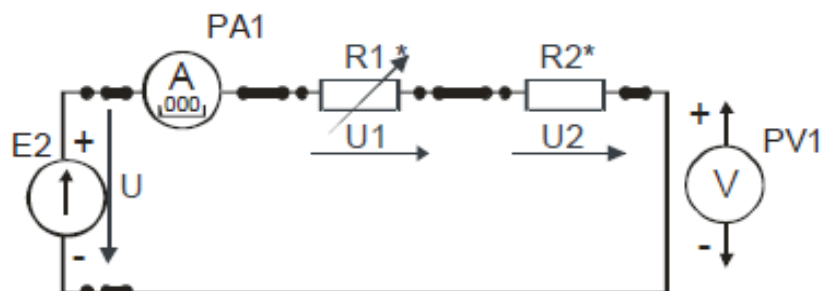 PA1
R1 *
R2*
A
000
E2
+
U
-
U1
U2
+
V
PV1
-